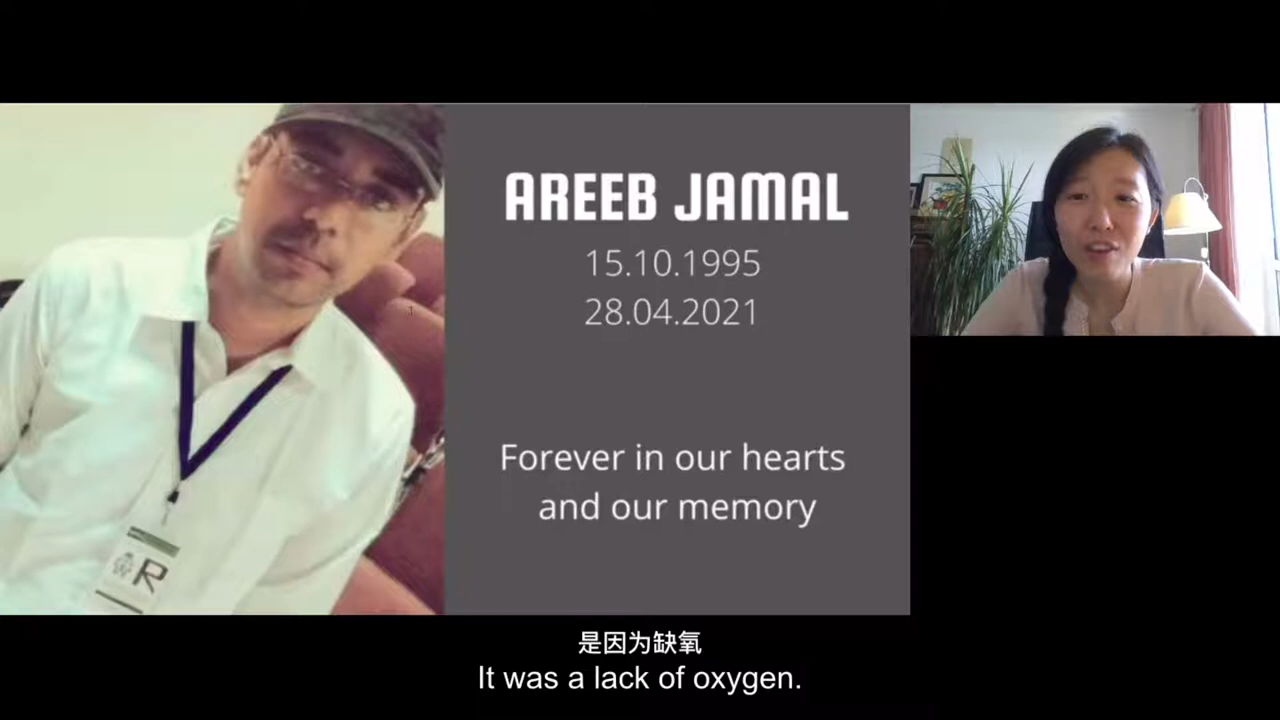 AREEB JAMAL
15.10.1995
28.04.2021
Forever in our hearts
and our memory
R
是因为缺氧
It was a lack of oxygen.